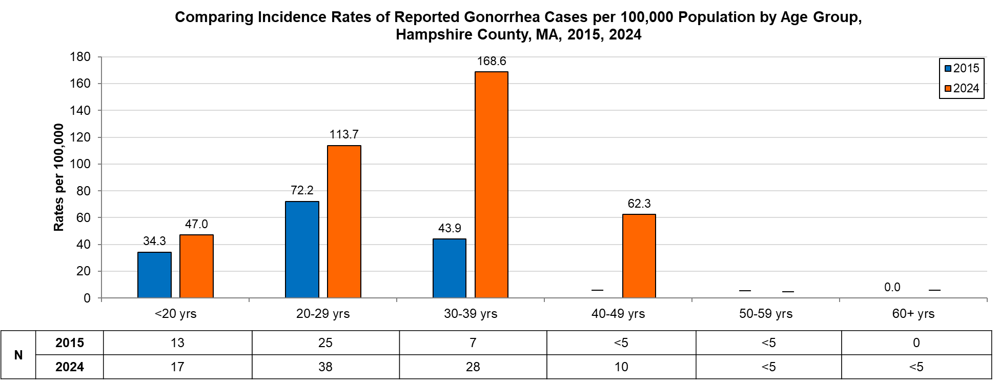 Comparing Incidence Rates of Reported Gonorrhea Cases per 100,000 Population by Age Group,
Hampshire County, MA, 2015, 2024
Rates per 100,000
180
160
140
120
100
80
60
40
20
0
2015
2024
34.3
47.0
72.2
113.7
43.9
168.6
—
62.3
—
—
0.0
—
<20 yrs
20-29 yrs
30-39 yrs
40-49 yrs
50-59 yrs
60+ yrs
N
2015 13 25 7 <5 <5 0
2024 17 38 28 10 <5 <5